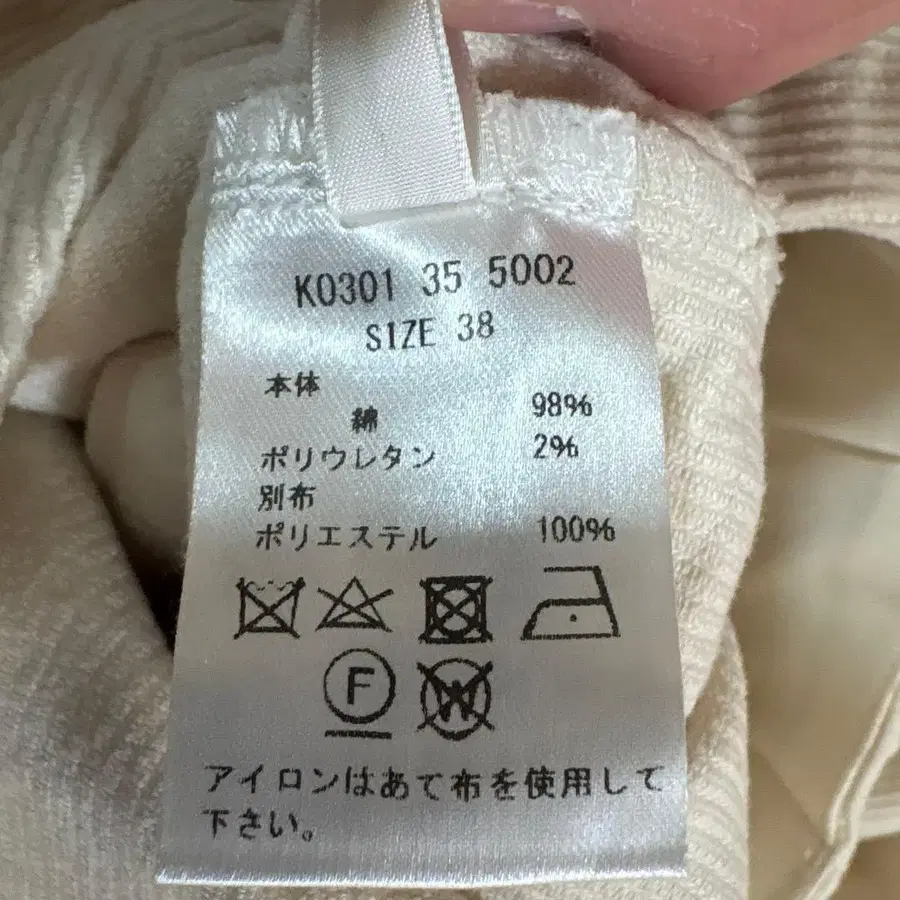 K0301 35 5002
SIZE 38
本体
綿 98%
ポリウレタン 2%
別布
ポリエステル 100%
F W
アイロンはあて布を使用して
下さい。